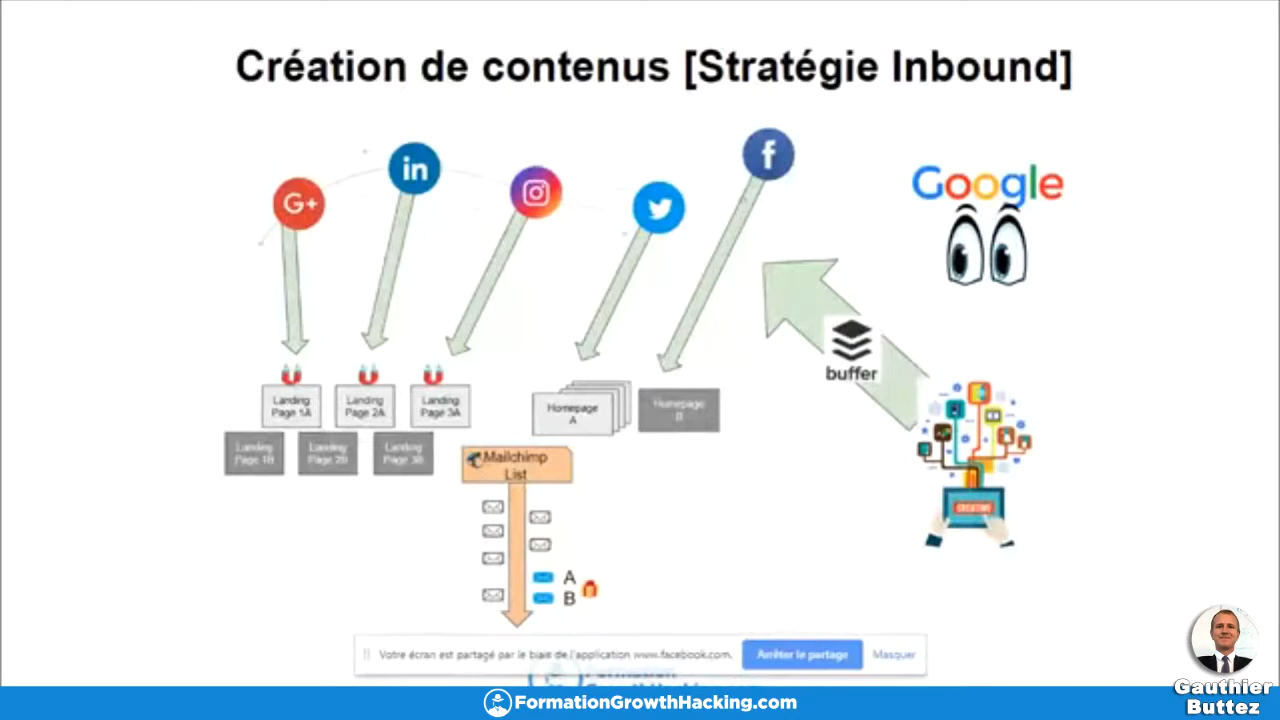 Création de contenus [Stratégie Inbound]
G+
in
f
Google
buffer
Landing
Page 1A
Landing
Page 2A
Landing
Page 3A
Homepage
A
Homepage
B
Landing
Page 1B
Landing
Page 2B
Landing
Page 3B
Mailchimp
List
CREATIVE
A
B
Votre écran est partagé par le biais de l'application www.facebook.com.
Arrêter le partage
Masquer
Formation
FormationGrowthHacking.com
Gauthier
Buttez